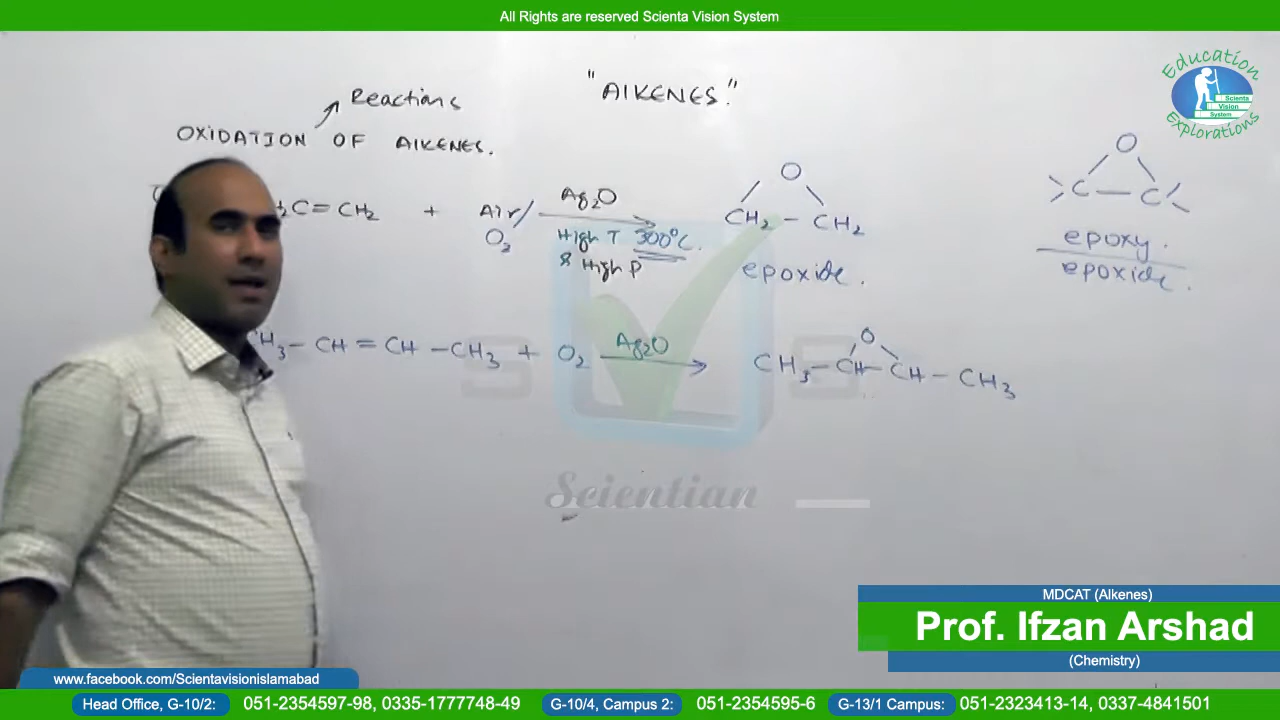 All Rights are reserved Scienta Vision System
"AlKENES."
Reactions
OXIDATION OF AlKENES.
Education
Scienta
Vision
System
Explorations
C=CH₂ + Air/O₂ Ag₂O High T 300°C. & High P
O
CH₂ — CH₂
epoxide.
O
C — C
epoxy.
epoxide.
CH₃—CH=CH—CH₃ + O₂ Ag₂O
O
CH₃—CH—CH—CH₃
S S
Scientian
MDCAT (Alkenes)
Prof. Ifzan Arshad
(Chemistry)
www.facebook.com/Scientavisionislamabad
Head Office, G-10/2: 051-2354597-98, 0335-1777748-49 G-10/4, Campus 2: 051-2354595-6 G-13/1 Campus: 051-2323413-14, 0337-4841501